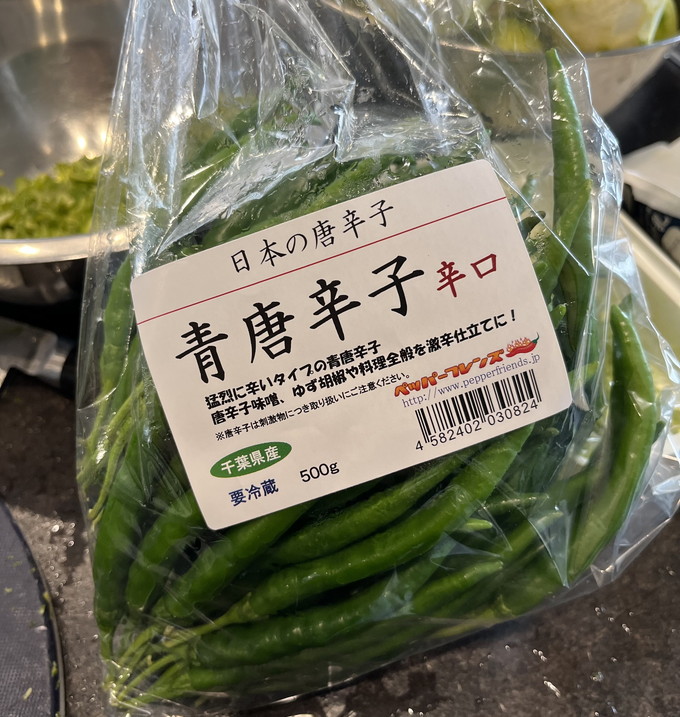 日本の唐辛子
青唐辛子 辛口
猛烈に辛いタイプの青唐辛子
唐辛子味噌、ゆず胡椒や料理全般を激辛仕立てに！
※唐辛子は刺激物につき取り扱いにご注意ください。
ペッパーフレンズ
http://www.pepperfriends.jp
千葉県産
要冷蔵 500g
4 582402 030824